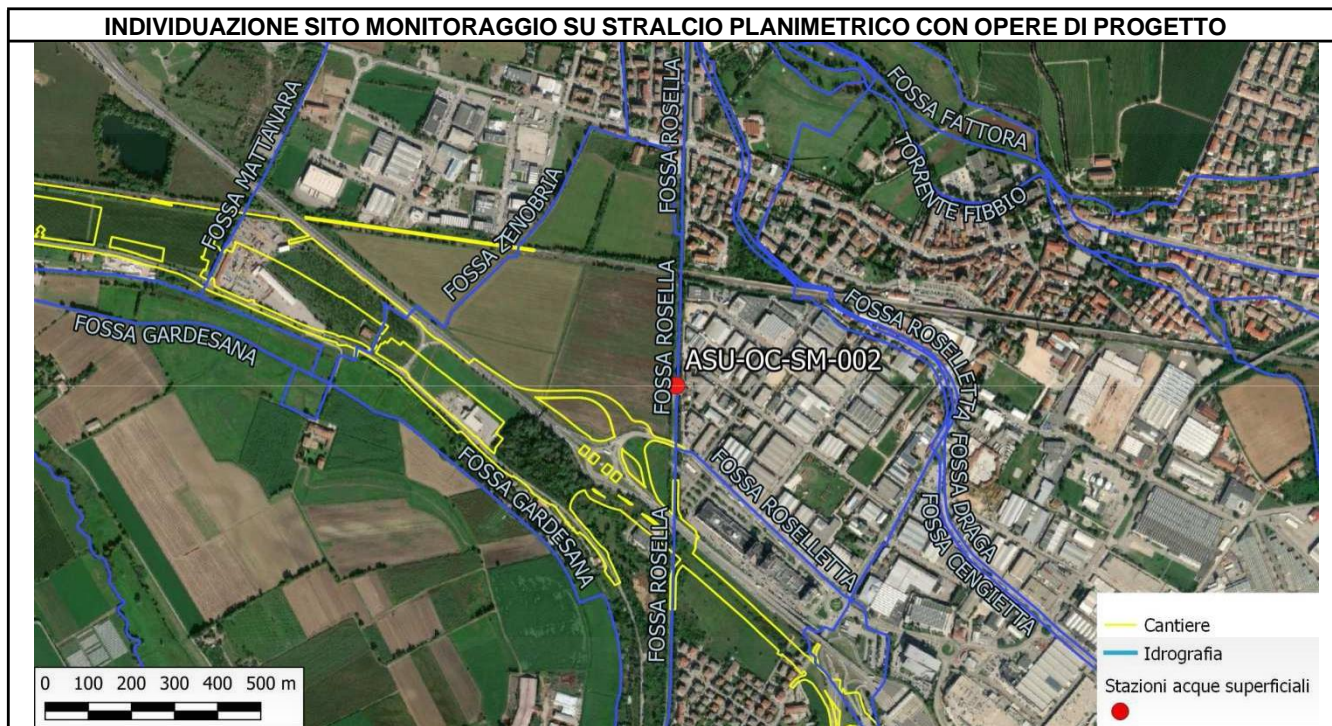 INDIVIDUAZIONE SITO MONITORAGGIO SU STRALCIO PLANIMETRICO CON OPERE DI PROGETTO
FOSSA MATTANARA
FOSSA ZENOBRIA
FOSSA ROSELLA
FOSSA FATTORA
TORRENTE FIBBIO
FOSSA GARDESANA
FOSSA ROSELLA
ASU-OC-SM-002
FOSSA ROSELLETTA
FOSSA DRAGA
FOSSA CENGIETTA
FOSSA ROSELLETTA
FOSSA GARDESANA
FOSSA ROSELLA
FOSSA ROSELLA
Cantiere
Idrografia
Stazioni acque superficiali
0 100 200 300 400 500 m